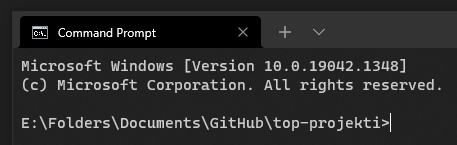 Command Prompt
Microsoft Windows [Version 10.0.19042.1348]
(c) Microsoft Corporation. All rights reserved.
E:\Folders\Documents\GitHub\top-projekti>